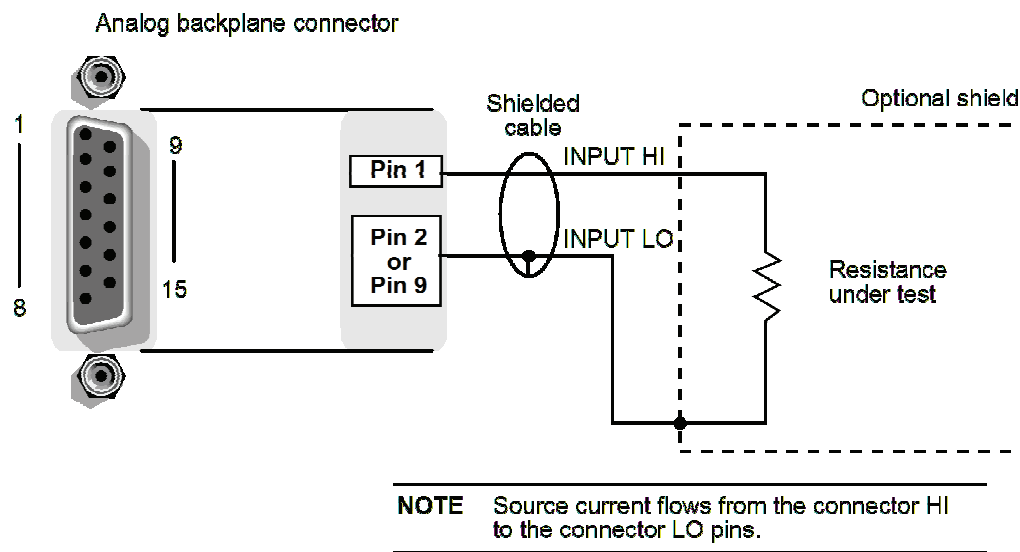 Analog backplane connector
1
8
9
15
Pin 1
Pin 2
or
Pin 9
Shielded
cable
INPUT HI
INPUT LO
Optional shield
Resistance
under test
NOTE Source current flows from the connector HI
to the connector LO pins.